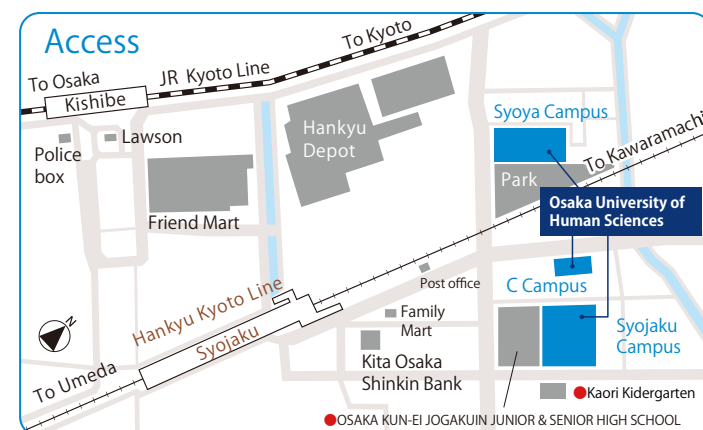 Access
To Osaka
JR Kyoto Line
To Kyoto
Kishibe
Police
box
Lawson
Friend Mart
Hankyu
Depot
Syoya Campus
Park
To Kawaramachi
Osaka University of
Human Sciences
Post office
C Campus
Hankyu Kyoto Line
Syojaku
Family
Mart
Syojaku
Campus
N
Kita Osaka
Shinkin Bank
To Umeda
Kaori Kidergarten
OSAKA KUN-EI JOGAKUIN JUNIOR & SENIOR HIGH SCHOOL